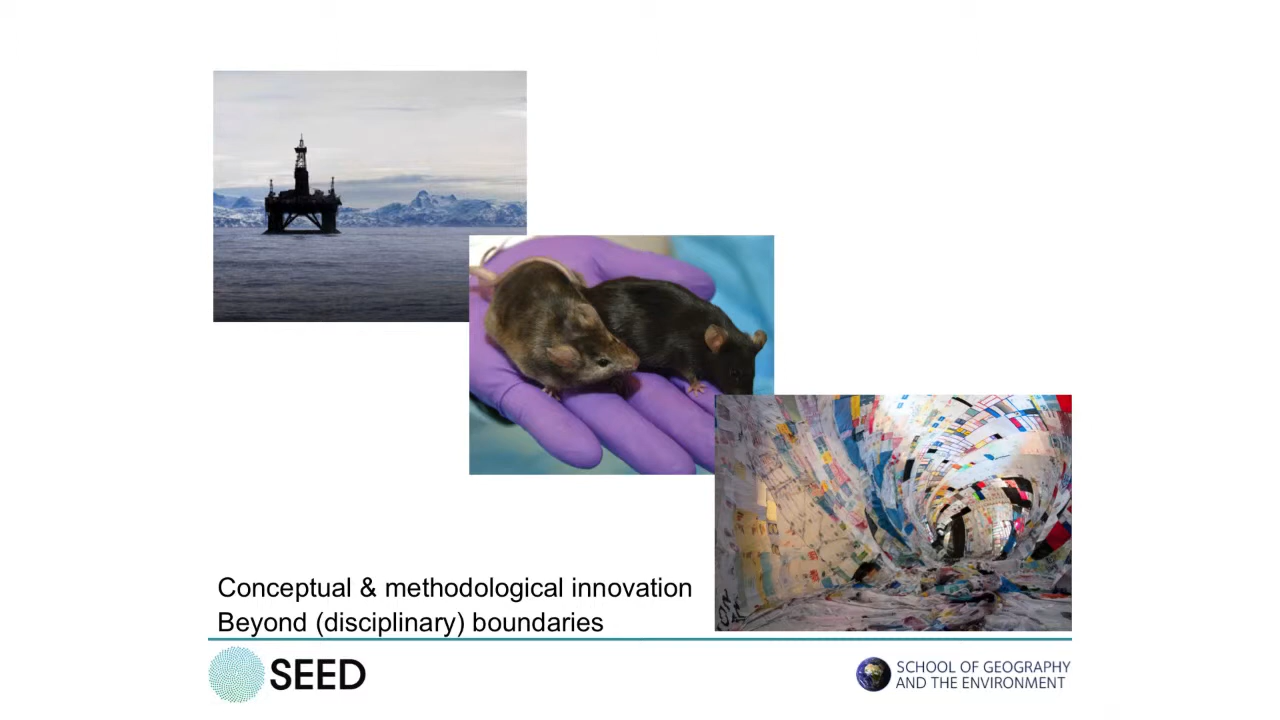 Conceptual & methodological innovation
Beyond (disciplinary) boundaries
SEED
SCHOOL OF GEOGRAPHY
AND THE ENVIRONMENT